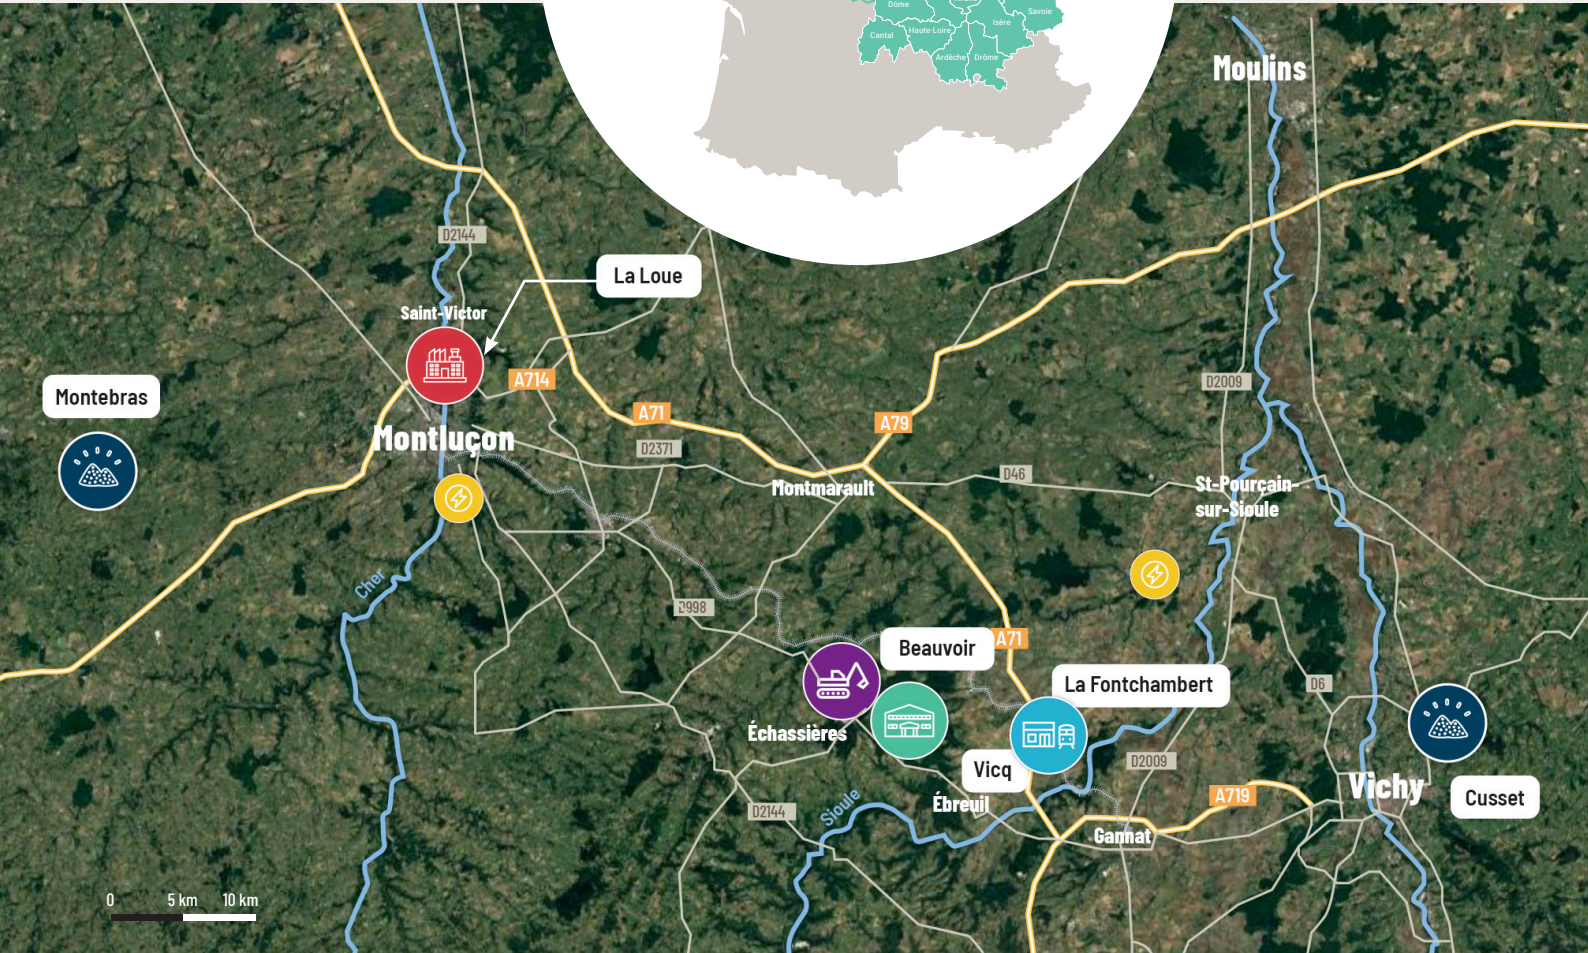 Dôme
Savoie
Isère
Cantal
Haute-Loire
Ardèche
Drôme
Moulins
D2144
La Loue
Saint-Victor
A714
Montebras
A71
A79
D2009
Montluçon
D2371
Montmarault
D46
St-Pourçain-
sur-Sioule
Cher
D998
Beauvoir
A71
La Fontchambert
D6
Échassières
Vicq
D2009
Vichy
Cusset
Ébreuil
A719
Sioule
D2144
Gannat
0
5 km
10 km